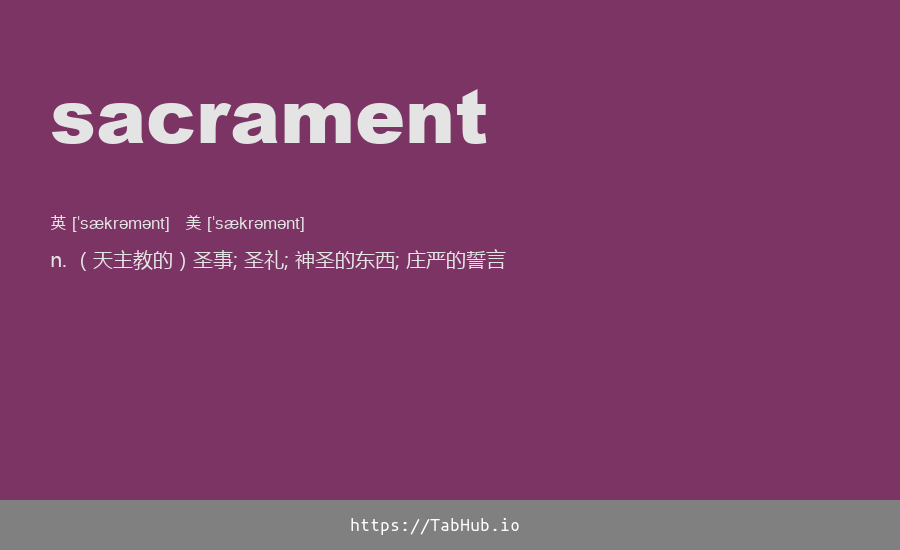 sacrament
英 [ˈsækrəmənt] 美 [ˈsækrəmənt]
n. （天主教的）圣事; 圣礼; 神圣的东西; 庄严的誓言
https://TabHub.io